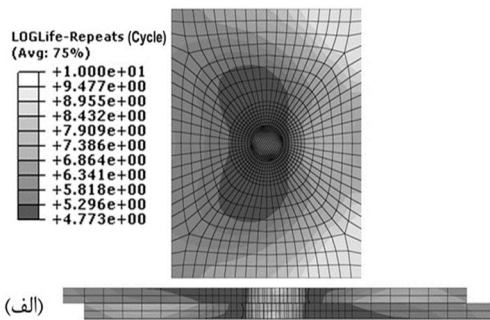 LOGLife-Repeats (Cycle)
(Avg: 75%)
+1.000e+01
+9.477e+00
+8.955e+00
+8.432e+00
+7.909e+00
+7.386e+00
+6.864e+00
+6.341e+00
+5.818e+00
+5.296e+00
+4.773e+00
(الف)